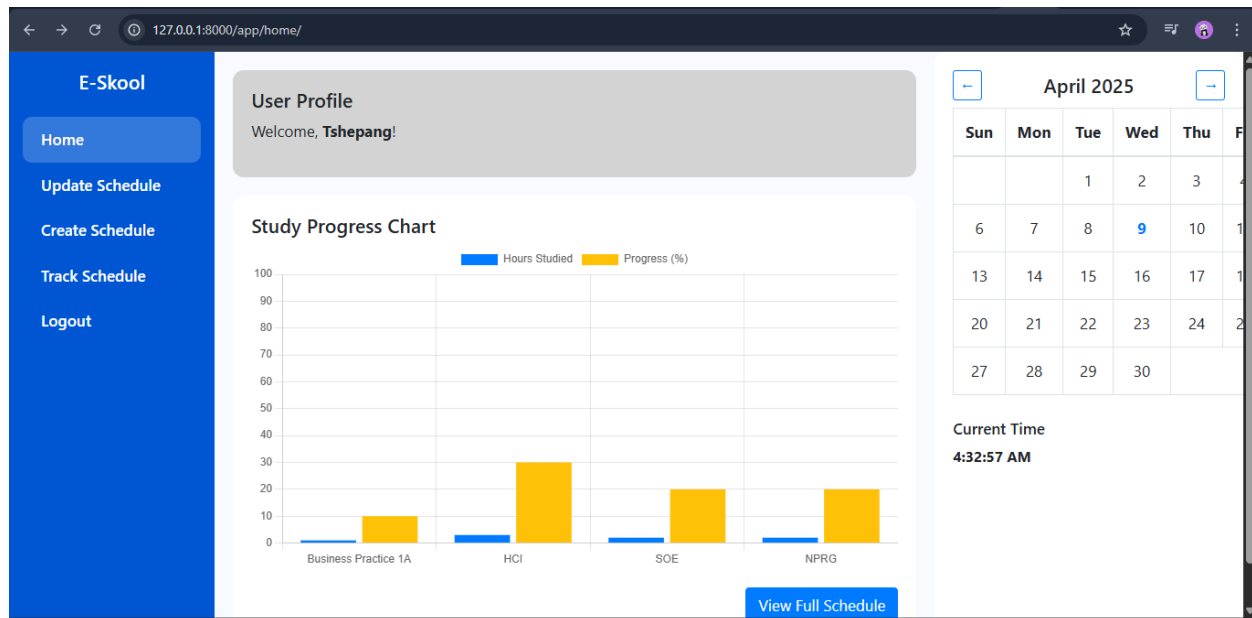 127.0.0.1:8000/app/home/
E-Skool
Home
Update Schedule
Create Schedule
Track Schedule
Logout
User Profile
Welcome, Tshepang!
Study Progress Chart
Hours Studied Progress (%)
100
90
80
70
60
50
40
30
20
10
0
Business Practice 1A HCI SOE NPRG
View Full Schedule
← April 2025 →
Sun Mon Tue Wed Thu
1 2 3
6 7 8 9 10
13 14 15 16 17
20 21 22 23 24
27 28 29 30
Current Time
4:32:57 AM